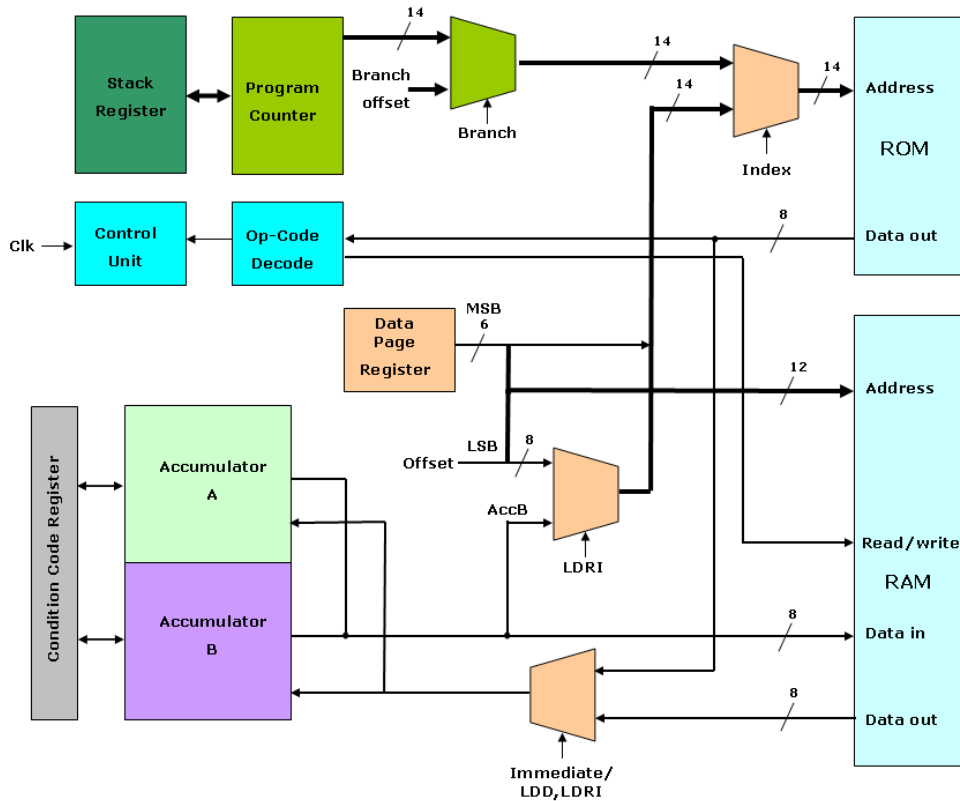 14
Stack
Register
Program
Counter
Branch
offset
Branch
14
14
14
Index
Address
ROM
Data out
8
Clk
Control
Unit
Op-Code
Decode
Data
Page
Register
MSB
6
12
Address
LSB
8
Offset
AccB
LDRI
Read/write
RAM
Condition Code Register
Accumulator
A
Accumulator
B
8
Data in
8
Data out
Immediate/
LDD,LDRI